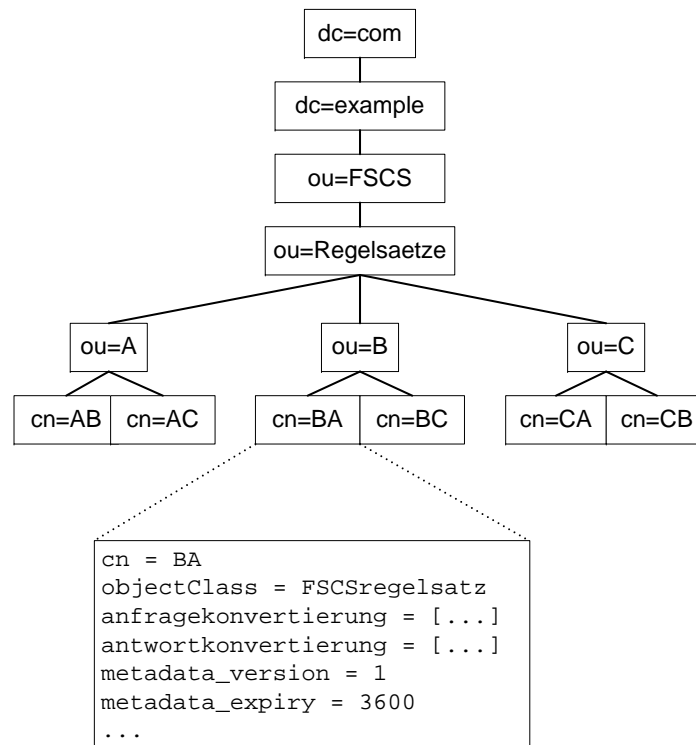 dc=com
dc=example
ou=FSCS
ou=Regelsaetze
ou=A
ou=B
ou=C
cn=AB
cn=AC
cn=BA
cn=BC
cn=CA
cn=CB
cn = BA
objectClass = FSCSregelsatz
anfragekonvertierung = [...]
antwortkonvertierung = [...]
metadata_version = 1
metadata_expiry = 3600
...